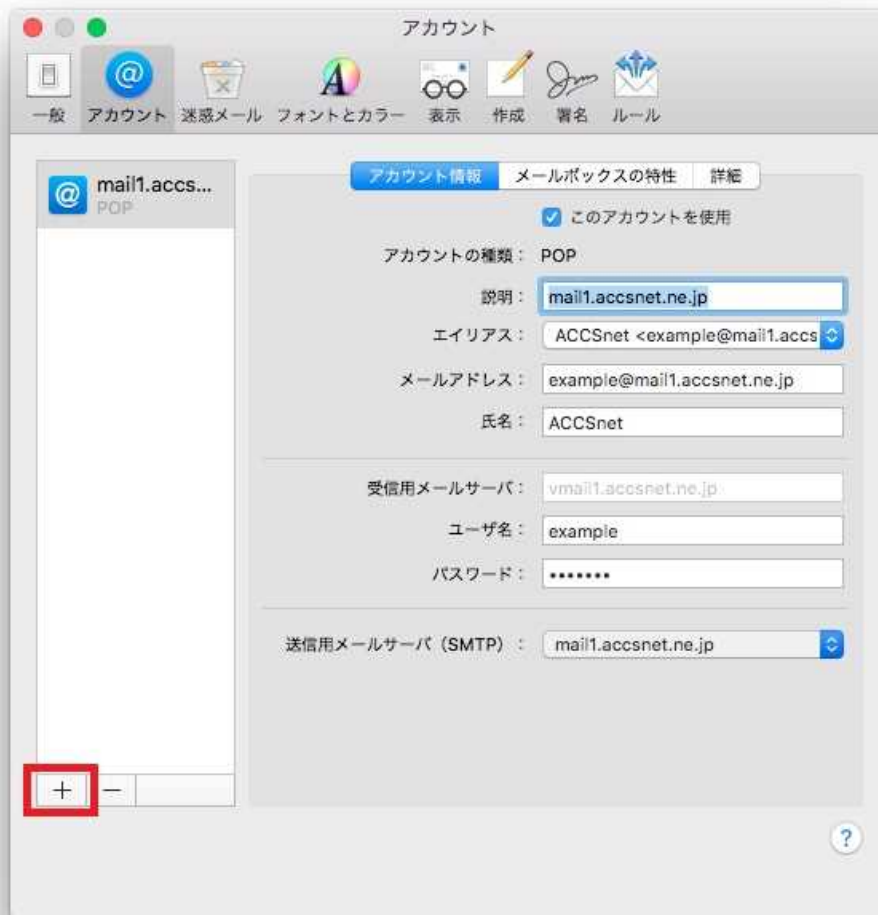 アカウント
一般 アカウント 迷惑メール フォントとカラー 表示 作成 署名 ルール
mail1.accs...
POP
アカウント情報 メールボックスの特性 詳細
このアカウントを使用
アカウントの種類： POP
説明： mail1.accsnet.ne.jp
エイリアス： ACCSnet <example@mail1.accs
メールアドレス： example@mail1.accsnet.ne.jp
氏名： ACCSnet
受信用メールサーバ： vmail1.accsnet.ne.jp
ユーザ名： example
パスワード： •••••••
送信用メールサーバ（SMTP）： mail1.accsnet.ne.jp
+ −
?